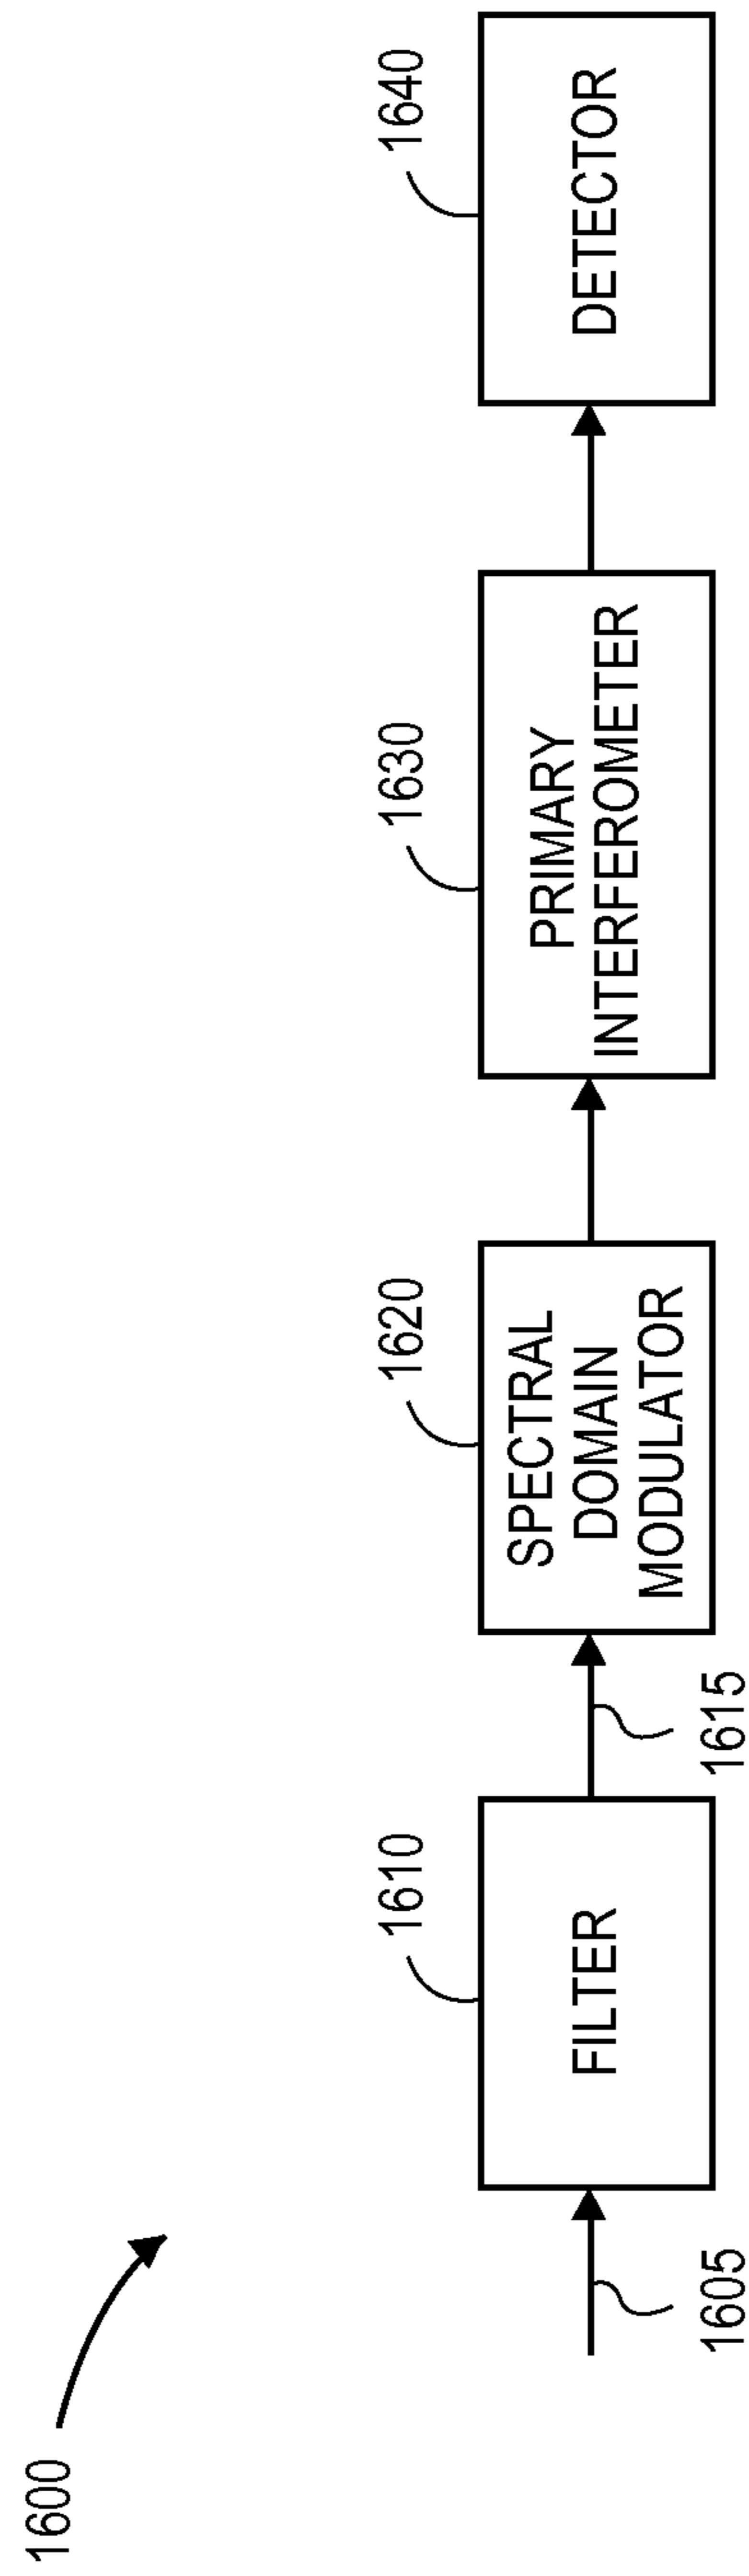 1600
1605
FILTER
1610
1615
SPECTRAL
DOMAIN
MODULATOR
1620
PRIMARY
INTERFEROMETER
1630
DETECTOR
1640